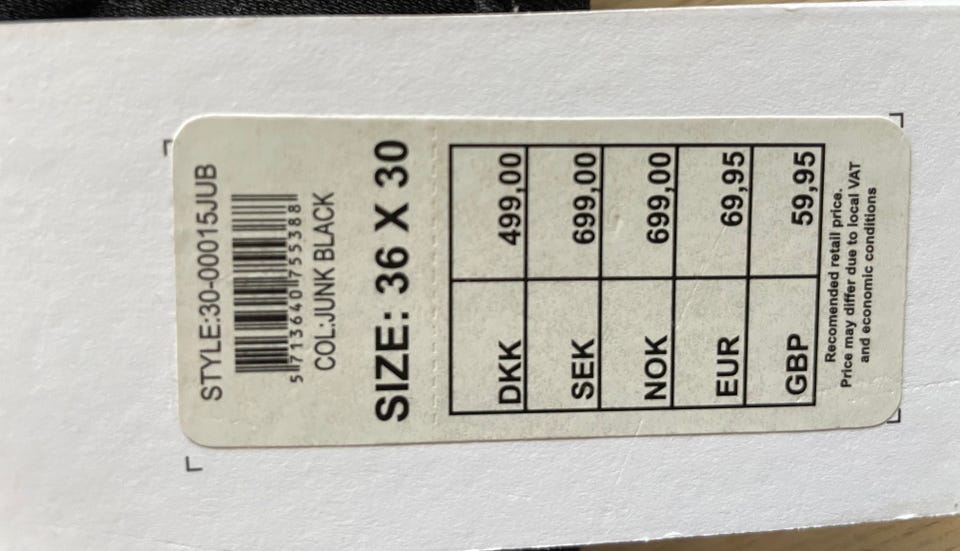 STYLE:30-00015JUB
5 713640 755388
COL:JUNK BLACK
SIZE: 36 X 30
DKK 499,00
SEK 699,00
NOK 699,00
EUR 69,95
GBP 59,95
Recomended retail price.
Price may differ due to local VAT
and economic conditions